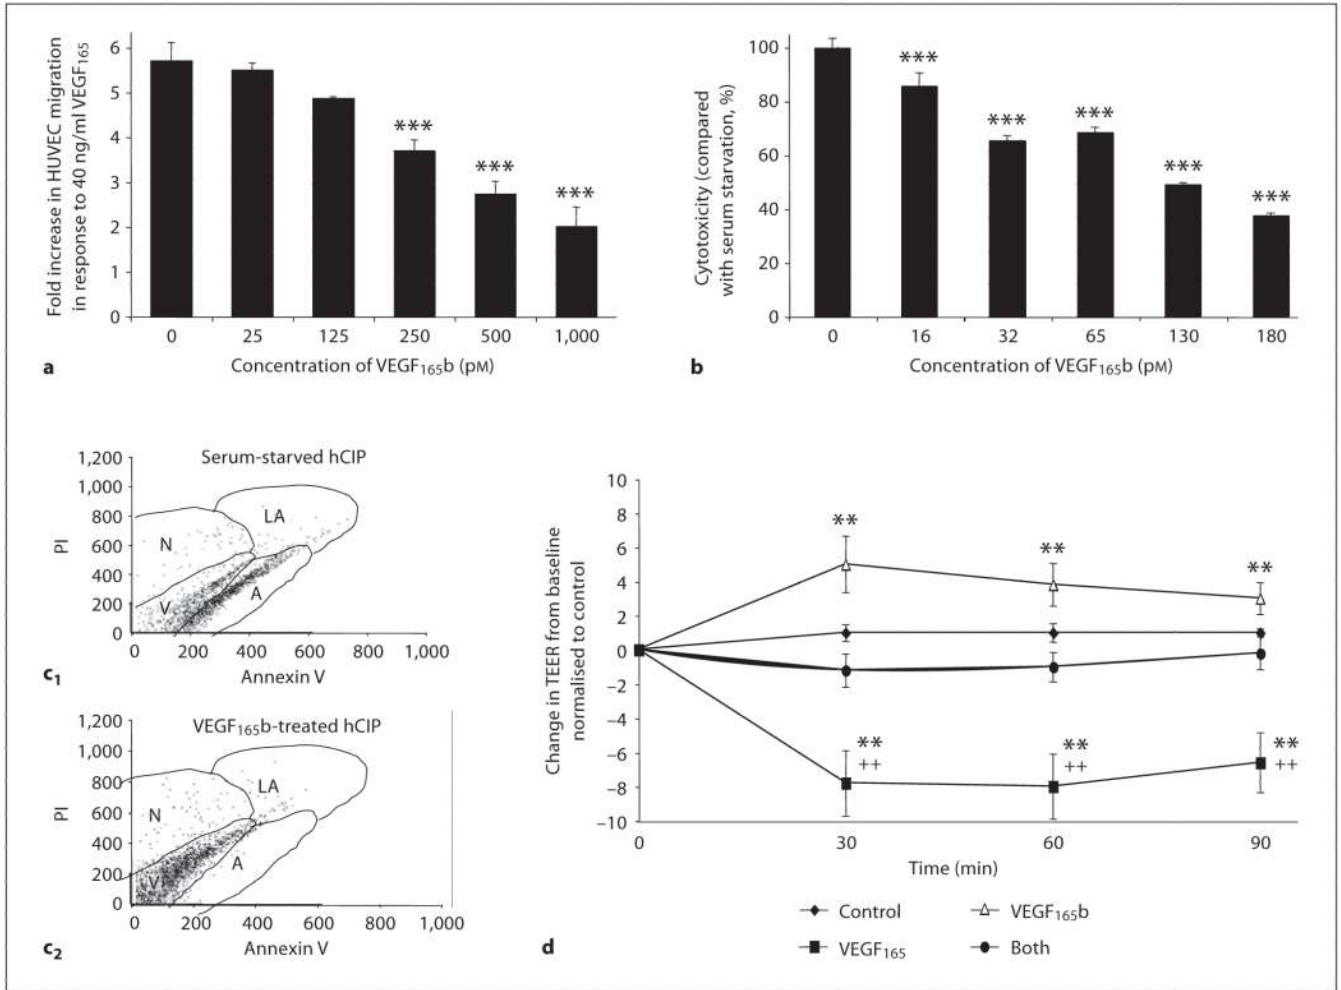 Fold increase in HUVEC migration
in response to 40 ng/ml VEGF₁₆₅
6
5
4
3
2
1
0
***
***
***
0 25 125 250 500 1,000
Concentration of VEGF₁₆₅b (pM)
a
Cytotoxicity (compared
with serum starvation, %)
100
80
60
40
20
0
***
***
***
***
***
0 16 32 65 130 180
Concentration of VEGF₁₆₅b (pM)
b
Serum-starved hCIP
PI
1,200
1,000
800
600
400
200
0
LA
N
A
V
0 200 400 600 800 1,000
Annexin V
c₁
VEGF₁₆₅b-treated hCIP
PI
1,200
1,000
800
600
400
200
0
LA
N
A
V
0 200 400 600 800 1,000
Annexin V
c₂
Change in TEER from baseline
normalised to control
10
8
6
4
2
0
–2
–4
–6
–8
–10
**
**
**
**
++
**
++
**
++
0 30 60 90
Time (min)
Control VEGF₁₆₅b
VEGF₁₆₅ Both
d